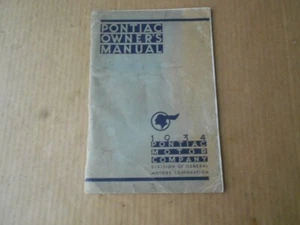 PONTIAC
OWNER'S
MANUAL
1934
PONTIAC
MOTOR
COMPANY
DIVISION OF GENERAL
MOTORS CORPORATION